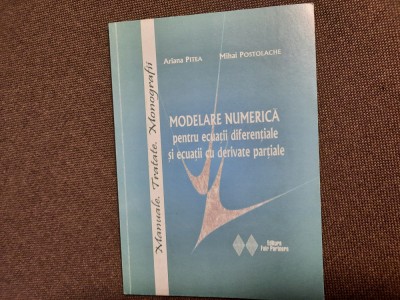 Ariana PITEA Mihai POSTOLACHE
Manuale. Tratate. Monografii
MODELARE NUMERICĂ
pentru ecuații diferențiale
și ecuații cu derivate parțiale
Editura
Fair Partners